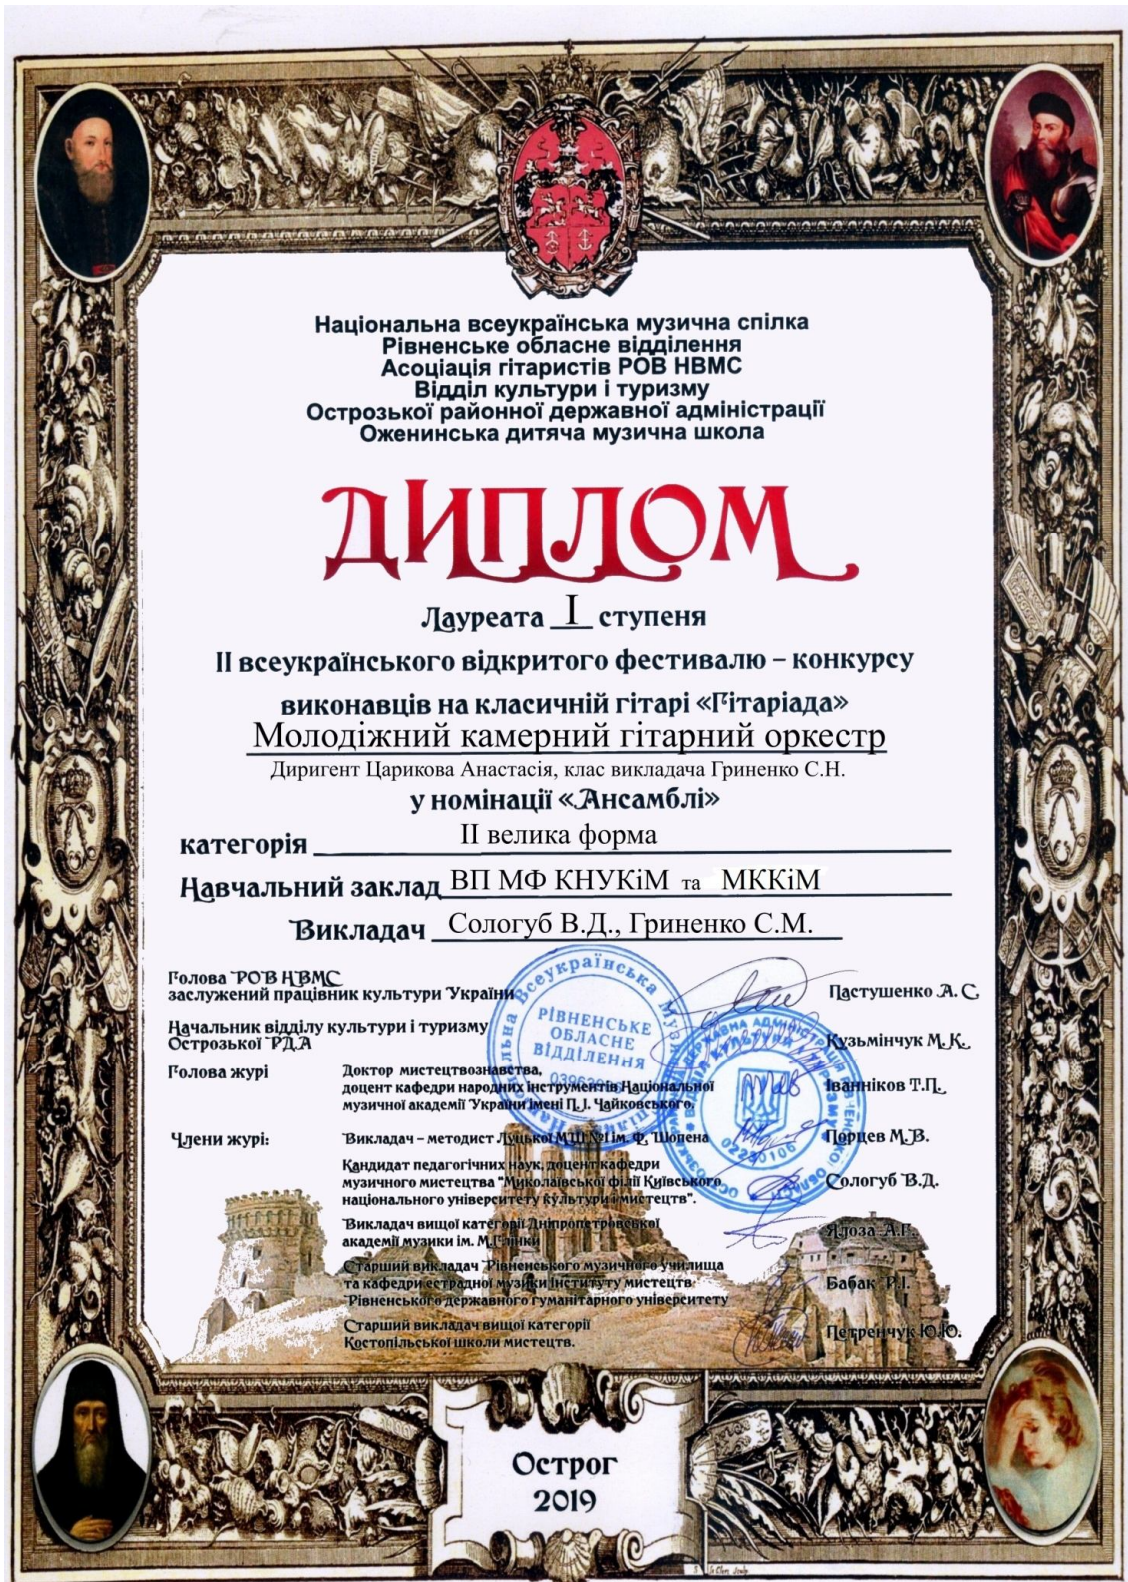 Національна всеукраїнська музична спілка
Рівненське обласне відділення
Асоціація гітаристів РОВ НВМС
Відділ культури і туризму
Острозької районної державної адміністрації
Оженинська дитяча музична школа
ДИПЛОМ
Лауреата I ступеня
II всеукраїнського відкритого фестивалю – конкурсу
виконавців на класичній гітарі «Гітаріада»
Молодіжний камерний гітарний оркестр
Диригент Царикова Анастасія, клас викладача Гриненко С.Н.
у номінації «Ансамблі»
категорія II велика форма
Навчальний заклад ВП МФ КНУКіМ та МККіМ
Викладач Сологуб В.Д., Гриненко С.М.
Голова РОВ НВМС
заслужений працівник культури України Пастушенко А.С.
Начальник відділу культури і туризму
Острозької РДА Кузьмінчук М.К.
Голова журі Доктор мистецтвознавства,
доцент кафедри народних інструментів Національної Іванніков Т.П.
музичної академії України імені П.І. Чайковського.
Члени журі: Викладач – методист Луцької МШ №1 ім. Ф. Шопена Порцев М.В.
Кандидат педагогічних наук, доцент кафедри
музичного мистецтва "Миколаївської філії Київського Сологуб В.Д.
національного університету культури і мистецтв".
Викладач вищої категорії Дніпропетровської Ялоза А.Г.
академії музики ім. М.Глінки
Старший викладач Рівненського музичного училища
та кафедри естрадної музики Інституту мистецтв Бабак Р.І.
Рівненського державного гуманітарного університету
Старший викладач вищої категорії Петренчук Ю.Ю.
Костопільської школи мистецтв.
РІВНЕНСЬКЕ
ОБЛАСНЕ
ВІДДІЛЕННЯ
Острог
2019